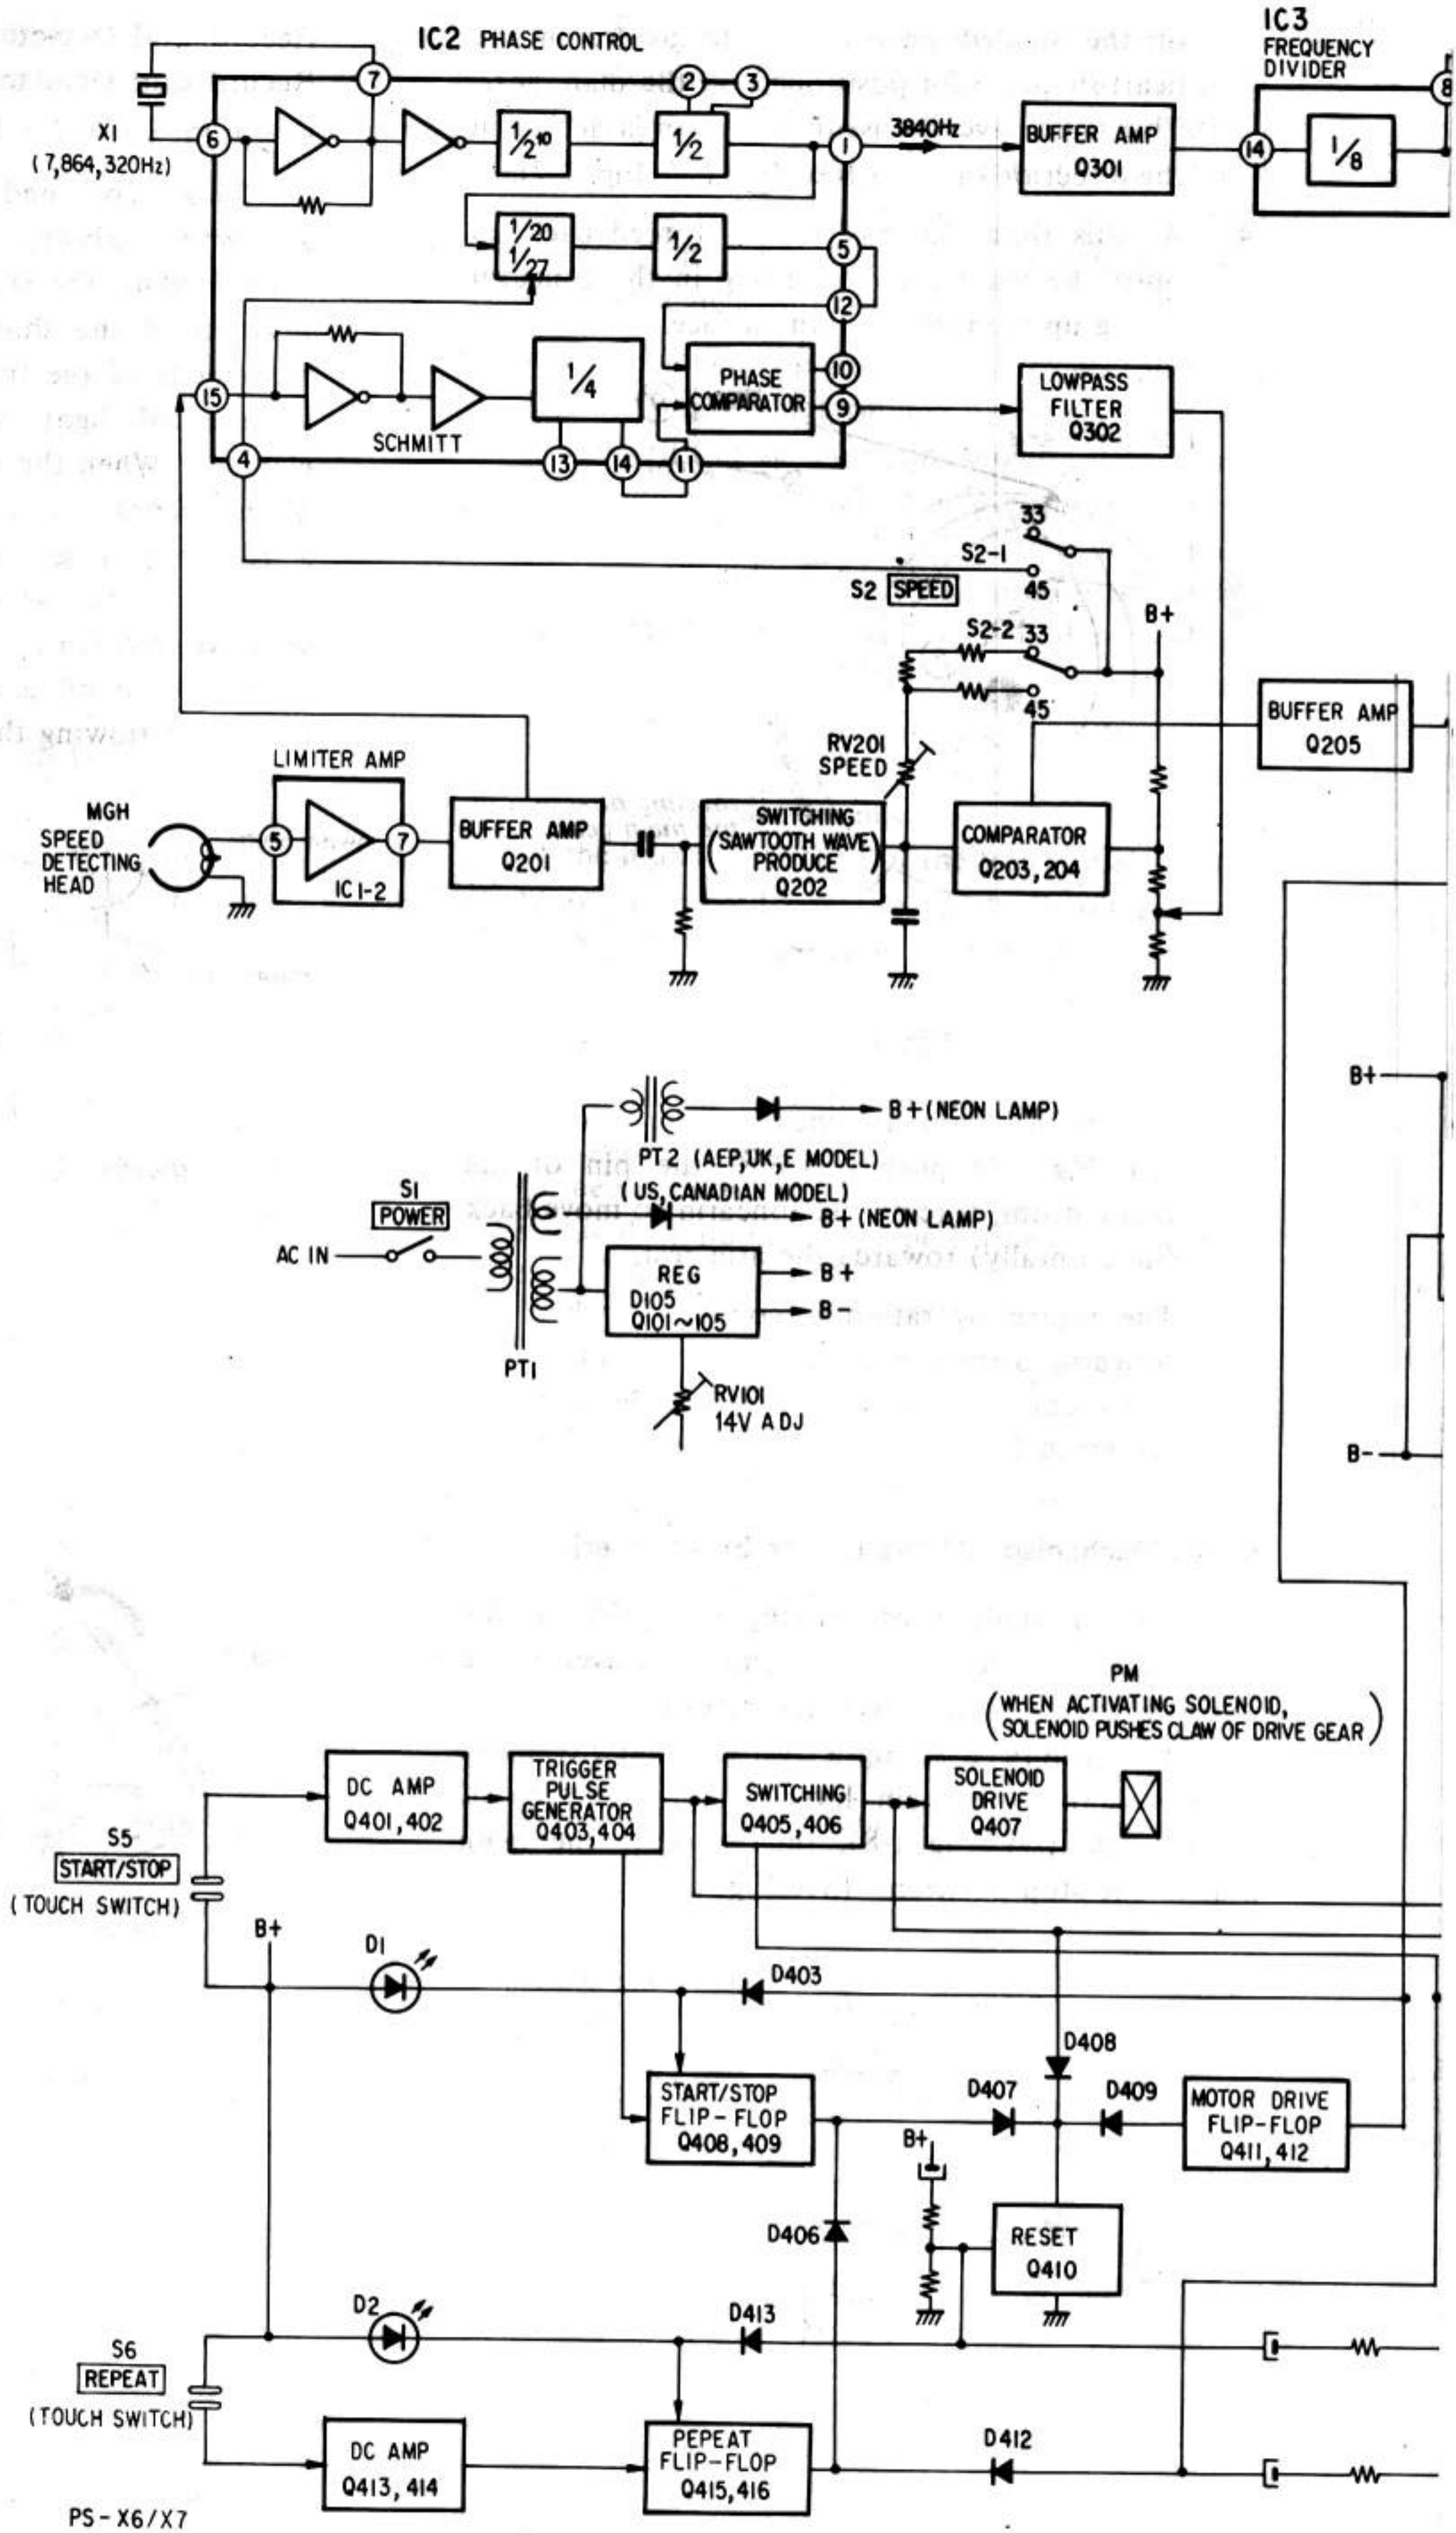 IC2 PHASE CONTROL
IC3
FREQUENCY
DIVIDER
7
2
3
8
X1
(7,864,320Hz)
6
1/2¹⁰
1/2
1
3840Hz
BUFFER AMP
Q301
14
1/8
1/20
1/27
1/2
5
12
10
15
1/4
PHASE
COMPARATOR
9
LOWPASS
FILTER
Q302
SCHMITT
4
13
14
11
33
S2-1
S2 SPEED
45
B+
S2-2 33
45
BUFFER AMP
Q205
RV201
SPEED
LIMITER AMP
MGH
SPEED
DETECTING
HEAD
5
7
IC1-2
BUFFER AMP
Q201
SWITCHING
(SAWTOOTH WAVE)
PRODUCE
Q202
COMPARATOR
Q203,204
B+
B+(NEON LAMP)
PT2 (AEP,UK,E MODEL)
(US,CANADIAN MODEL)
S1
POWER
B+(NEON LAMP)
AC IN
REG
D105
Q101~105
B+
B-
PT1
RV101
14V ADJ
B-
PM
(WHEN ACTIVATING SOLENOID,
SOLENOID PUSHES CLAW OF DRIVE GEAR)
DC AMP
Q401,402
TRIGGER
PULSE
GENERATOR
Q403,404
SWITCHING
Q405,406
SOLENOID
DRIVE
Q407
S5
START/STOP
(TOUCH SWITCH)
B+
D1
D403
D408
START/STOP
FLIP-FLOP
Q408,409
D407
D409
MOTOR DRIVE
FLIP-FLOP
Q411,412
B+
D406
RESET
Q410
D2
D413
S6
REPEAT
(TOUCH SWITCH)
DC AMP
Q413,414
PEPEAT
FLIP-FLOP
Q415,416
D412
PS-X6/X7